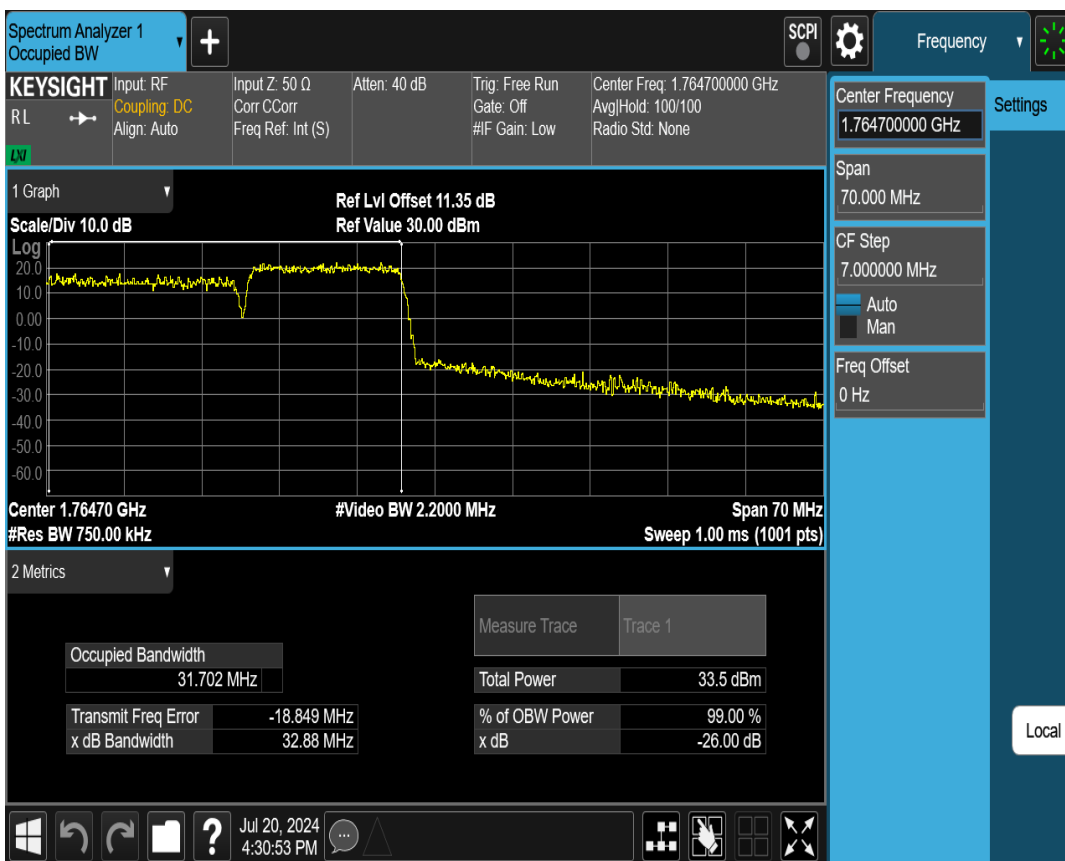 Spectrum Analyzer 1
Occupied BW
+
SCPI
Frequency
KEYSIGHT
RL
LXI
Input: RF
Coupling: DC
Align: Auto
Input Z: 50 Ω
Corr CCorr
Freq Ref: Int (S)
Atten: 40 dB
Trig: Free Run
Gate: Off
#IF Gain: Low
Center Freq: 1.764700000 GHz
Avg|Hold: 100/100
Radio Std: None
Center Frequency
1.764700000 GHz
Settings
Span
70.000 MHz
CF Step
7.000000 MHz
Auto
Man
Freq Offset
0 Hz
1 Graph
Ref Lvl Offset 11.35 dB
Scale/Div 10.0 dB
Ref Value 30.00 dBm
Log
20.0
10.0
0.00
-10.0
-20.0
-30.0
-40.0
-50.0
-60.0
Center 1.76470 GHz
#Video BW 2.2000 MHz
Span 70 MHz
#Res BW 750.00 kHz
Sweep 1.00 ms (1001 pts)
2 Metrics
Measure Trace
Trace 1
Occupied Bandwidth
31.702 MHz
Total Power
33.5 dBm
Transmit Freq Error
-18.849 MHz
% of OBW Power
99.00 %
x dB Bandwidth
32.88 MHz
x dB
-26.00 dB
Local
?
Jul 20, 2024
4:30:53 PM